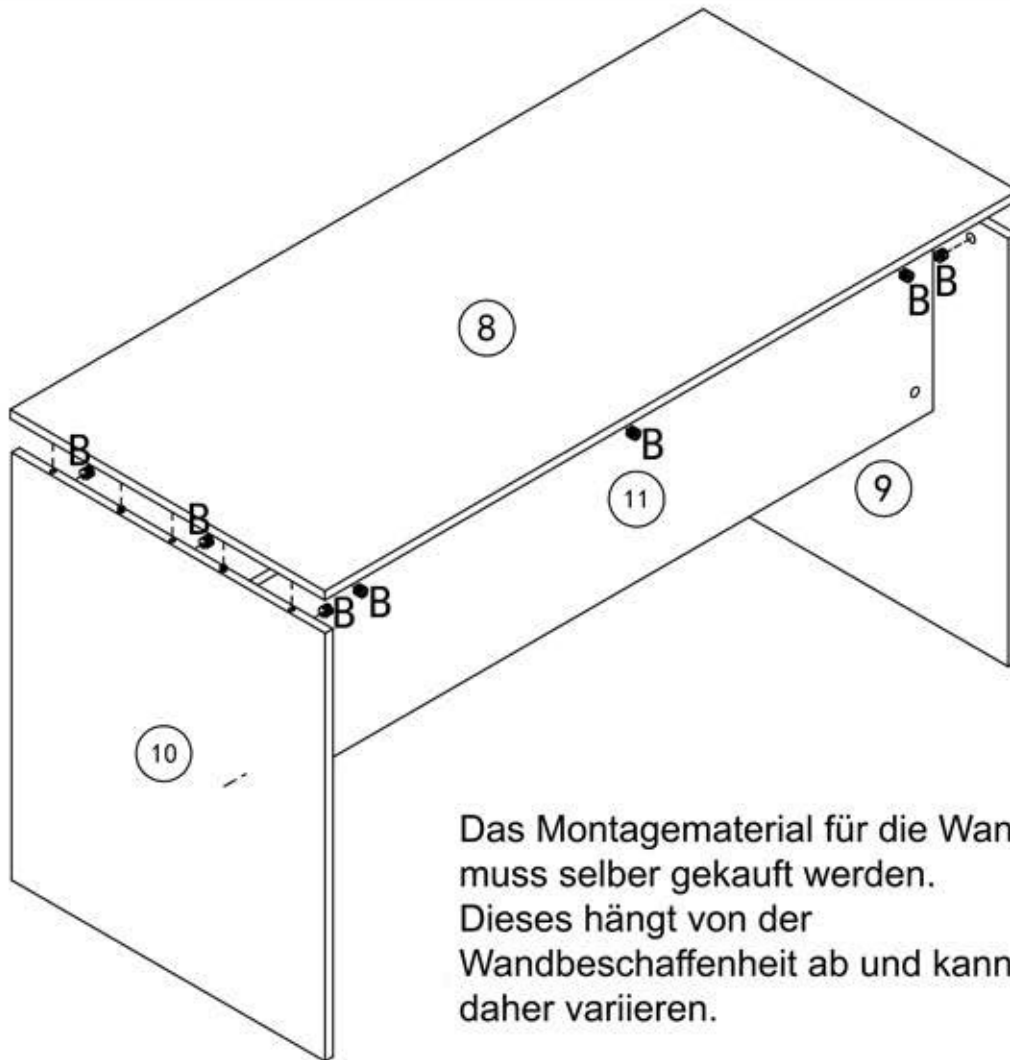 8
B
B
B
B
B
11
9
B
B
10
Das Montagematerial für die Wan
muss selber gekauft werden.
Dieses hängt von der
Wandbeschaffenheit ab und kann
daher variieren.